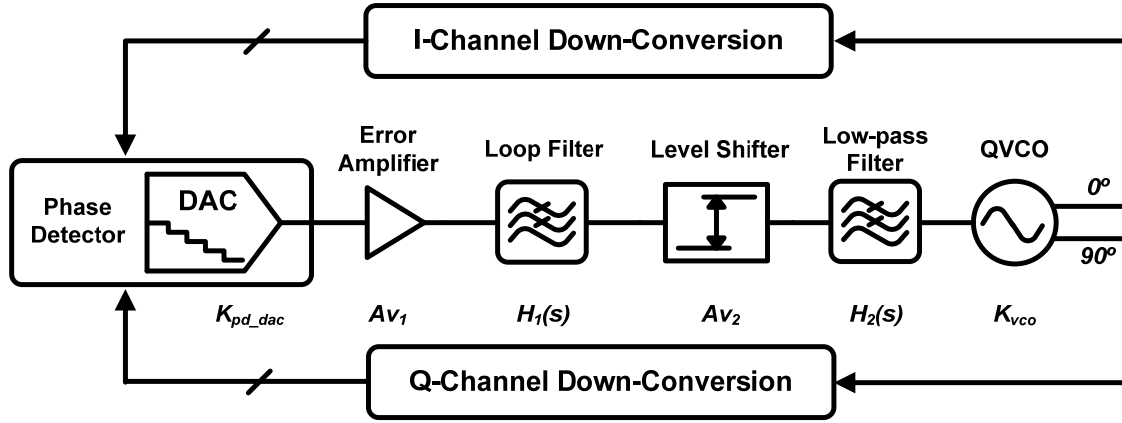 I-Channel Down-Conversion
Error
Amplifier
Loop Filter
Level Shifter
Low-pass
Filter
QVCO
Phase
Detector
DAC
0º
90º
Kpd_dac
Av1
H1(s)
Av2
H2(s)
Kvco
Q-Channel Down-Conversion